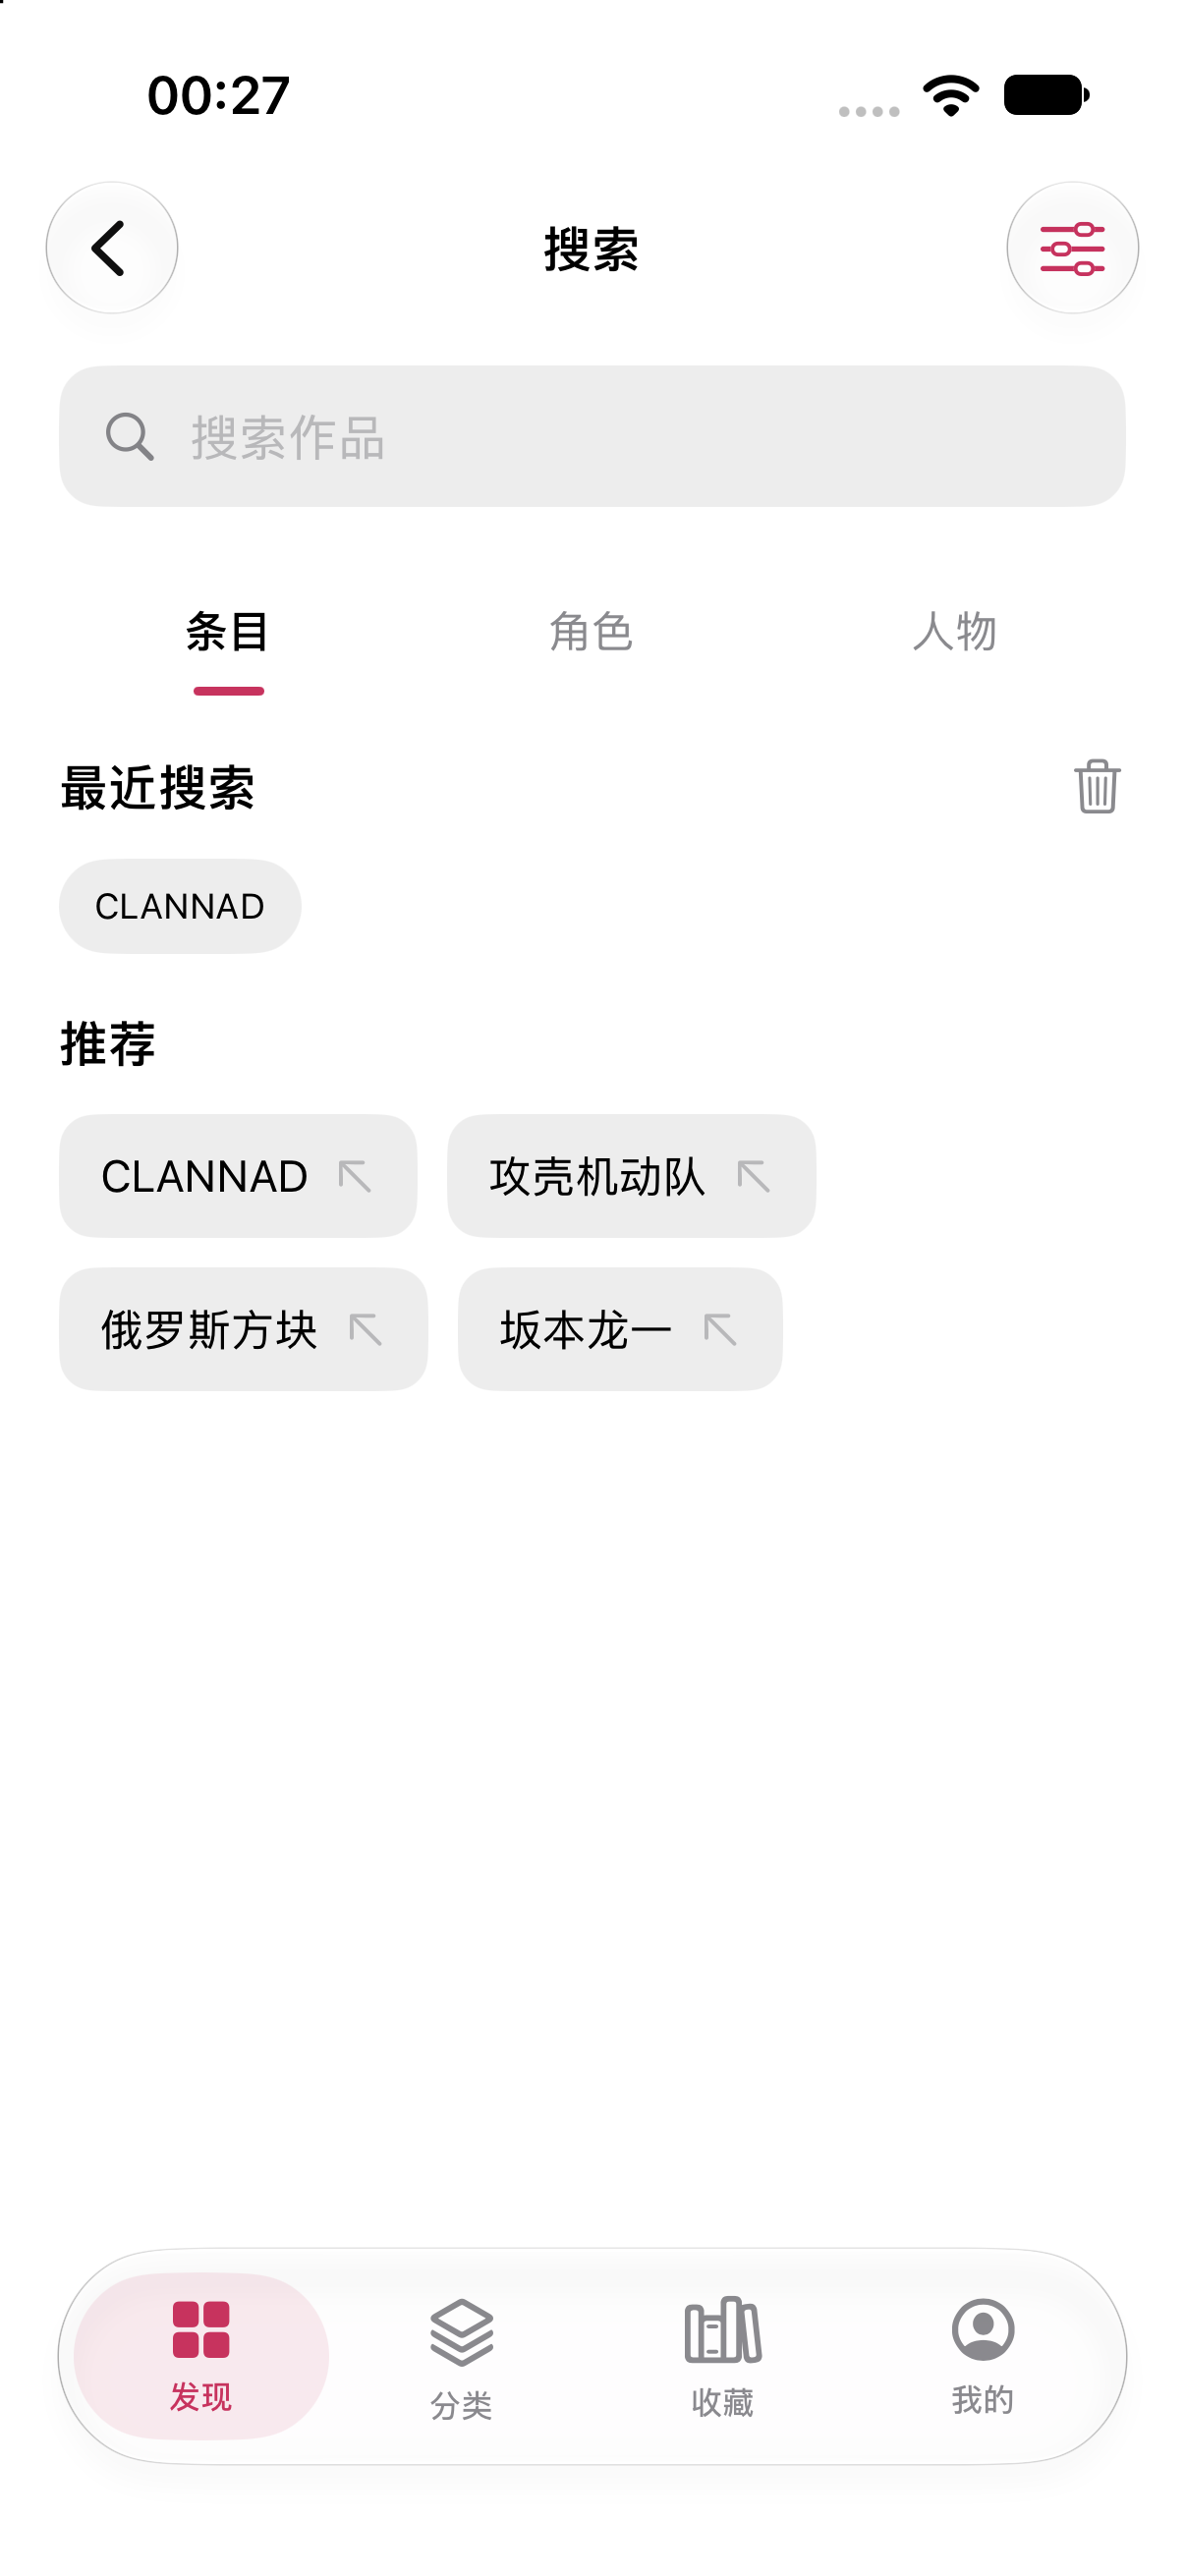 00:27
搜索
搜索作品
条目 角色 人物
最近搜索
CLANNAD
推荐
CLANNAD 攻壳机动队
俄罗斯方块 坂本龙一
发现 分类 收藏 我的